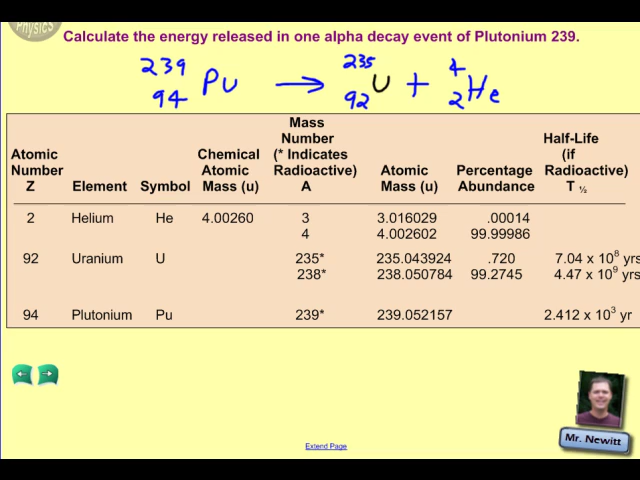 Physics
Calculate the energy released in one alpha decay event of Plutonium 239.
239 94 Pu → 235 92 U + 4 2 He
Atomic Number Z Element Symbol Chemical Atomic Mass (u) Mass Number (* Indicates Radioactive) A Atomic Mass (u) Percentage Abundance Half-Life (if Radioactive) T ½
2 Helium He 4.00260 3 3.016029 .00014
4 4.002602 99.99986
92 Uranium U 235* 235.043924 .720 7.04 x 10⁸ yrs
238* 238.050784 99.2745 4.47 x 10⁹ yrs
94 Plutonium Pu 239* 239.052157 2.412 x 10³ yr
Mr. Newitt
Extend Page